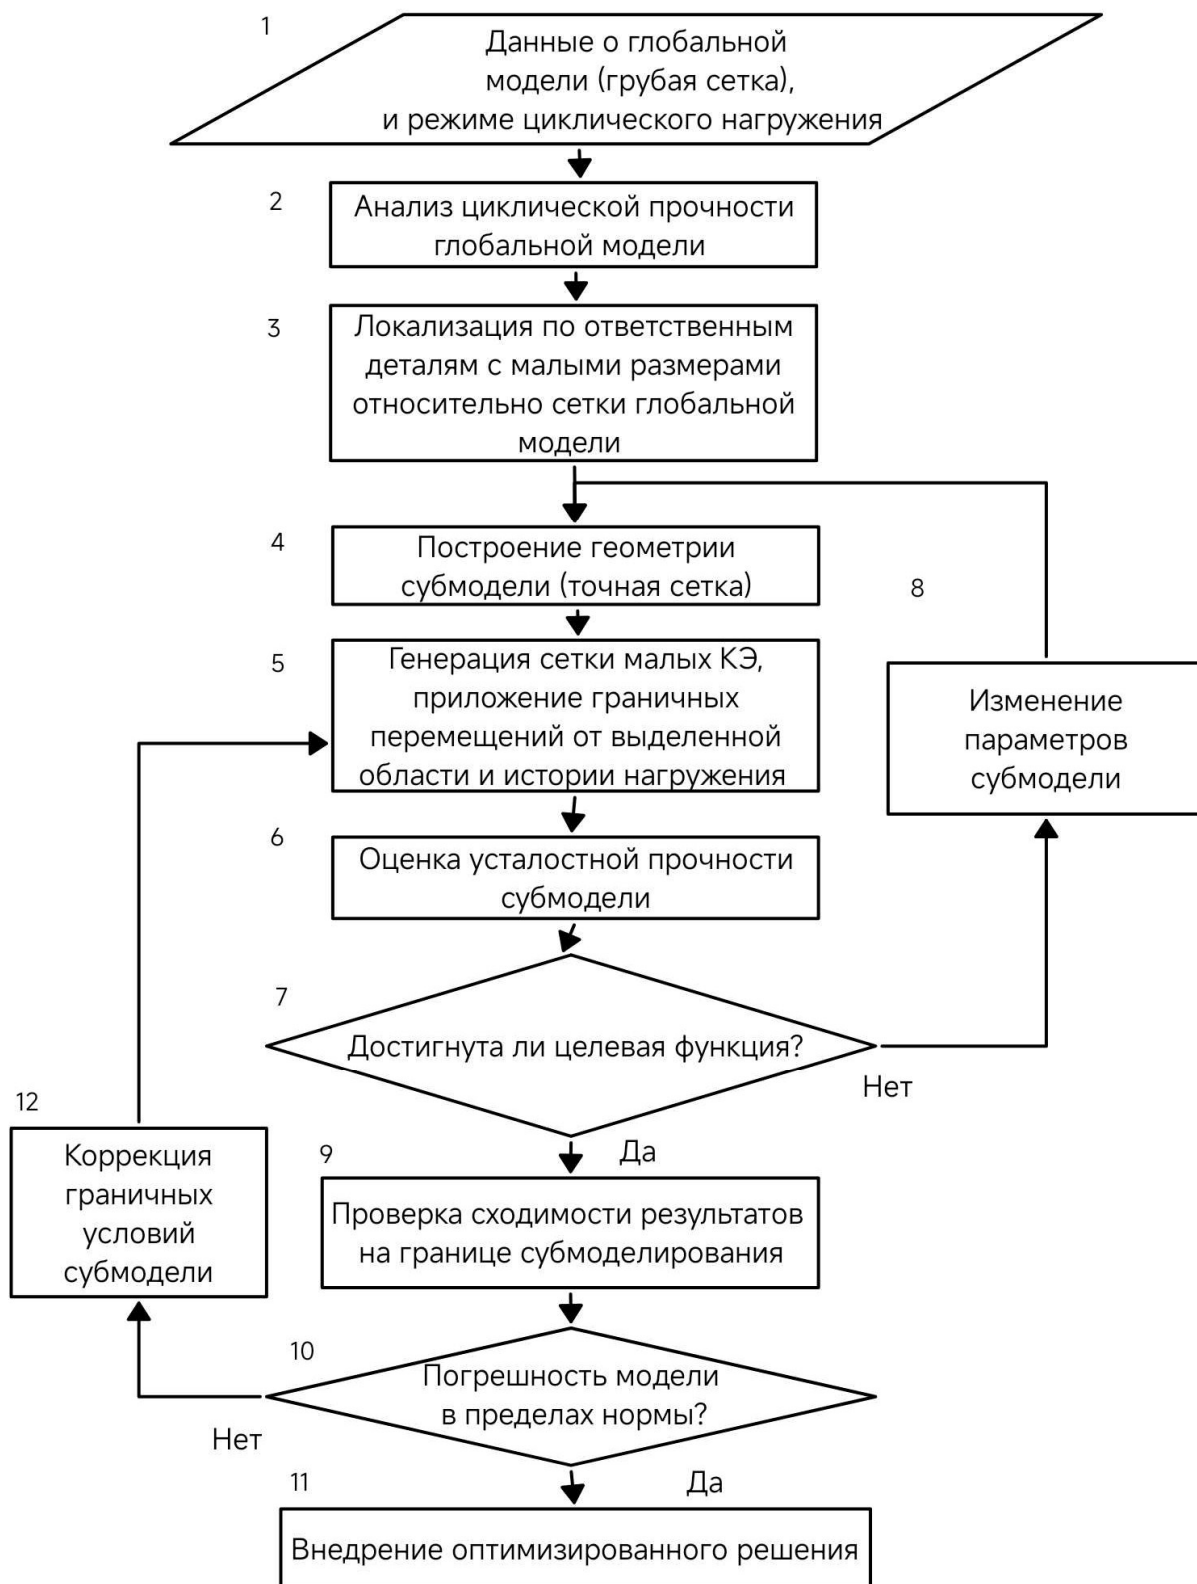 1
Данные о глобальной
модели (грубая сетка),
и режиме циклического нагружения
2
Анализ циклической прочности
глобальной модели
3
Локализация по ответственным
деталям с малыми размерами
относительно сетки глобальной
модели
4
Построение геометрии
субмодели (точная сетка)
5
Генерация сетки малых КЭ,
приложение граничных
перемещений от выделенной
области и истории нагружения
6
Оценка усталостной прочности
субмодели
7
Достигнута ли целевая функция?
Нет
8
Изменение
параметров
субмодели
Да
9
Проверка сходимости результатов
на границе субмоделирования
10
Погрешность модели
в пределах нормы?
Нет
Да
11
Внедрение оптимизированного решения
12
Коррекция
граничных
условий
субмодели